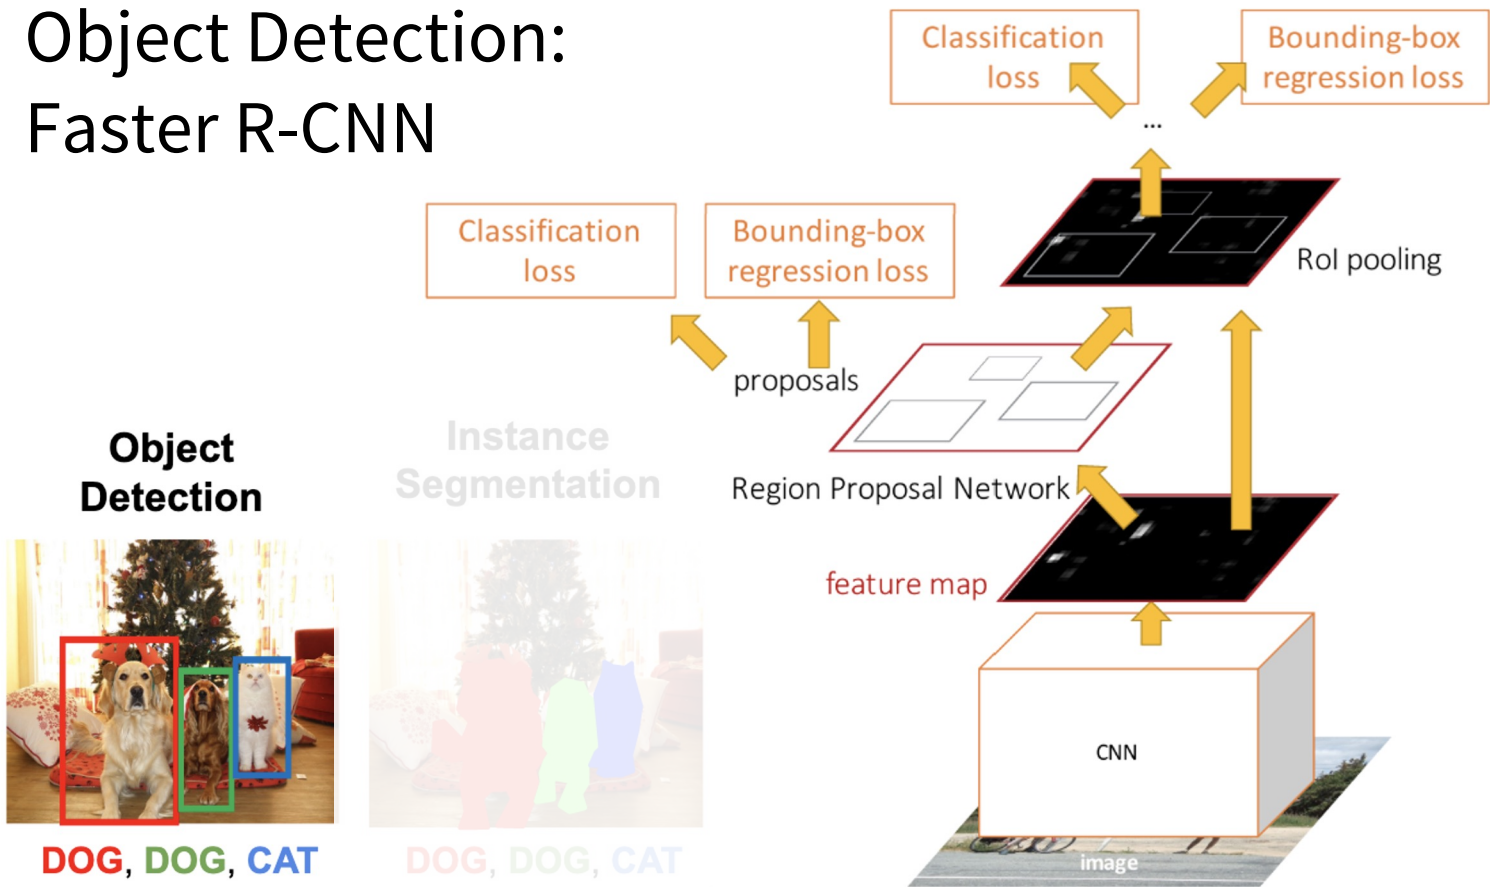 Object Detection:
Faster R-CNN
Classification
loss
Bounding-box
regression loss
...
RoI pooling
Classification
loss
Bounding-box
regression loss
proposals
Region Proposal Network
feature map
CNN
image
Object
Detection
DOG, DOG, CAT
Instance
Segmentation
DOG, DOG, CAT